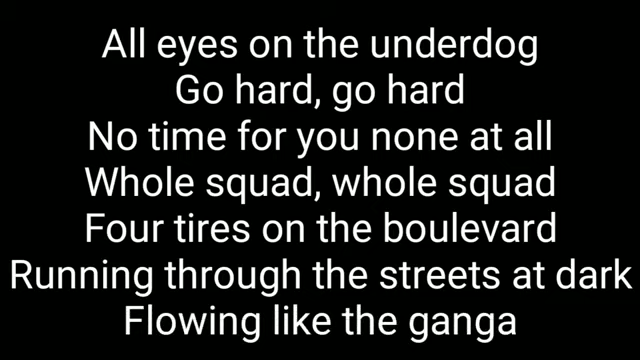 All eyes on the underdog
Go hard, go hard
No time for you none at all
Whole squad, whole squad
Four tires on the boulevard
Running through the streets at dark
Flowing like the ganga